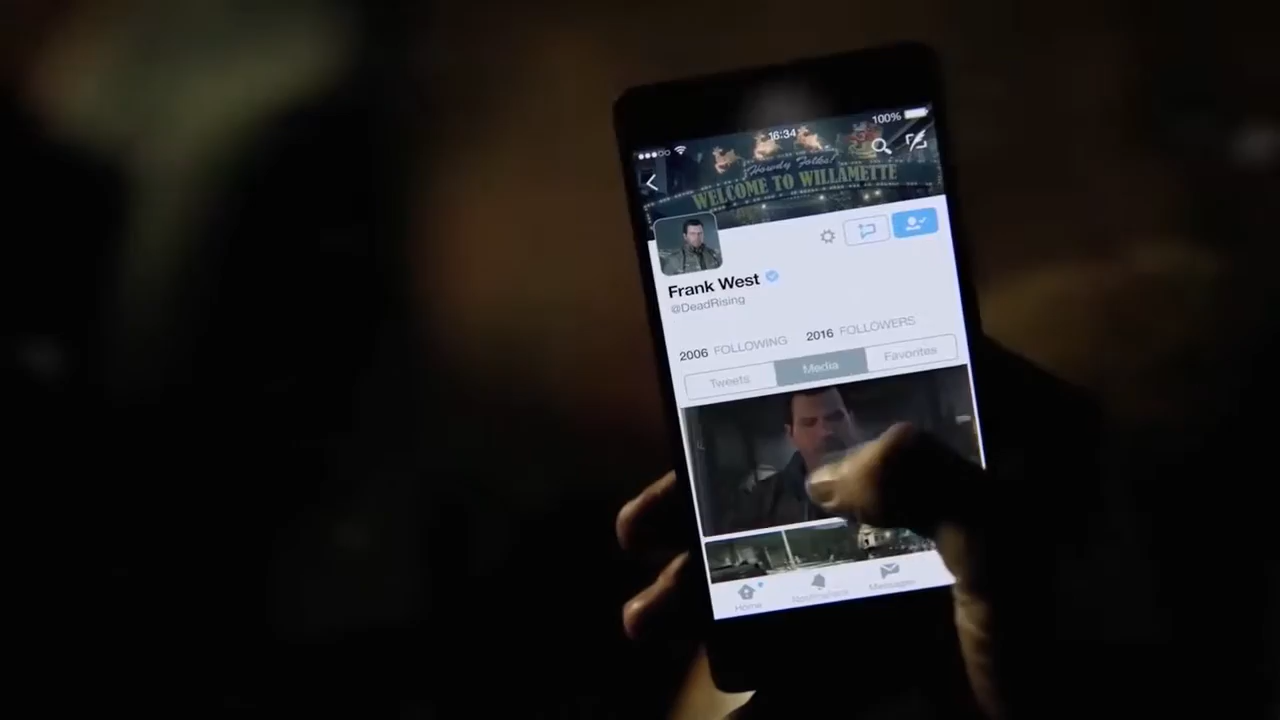 16:34
100%
Howdy Folks!
WELCOME TO WILLAMETTE
Frank West
@DeadRising
2006 FOLLOWING
2016 FOLLOWERS
Tweets
Media
Favorites
Home
Notifications
Messages